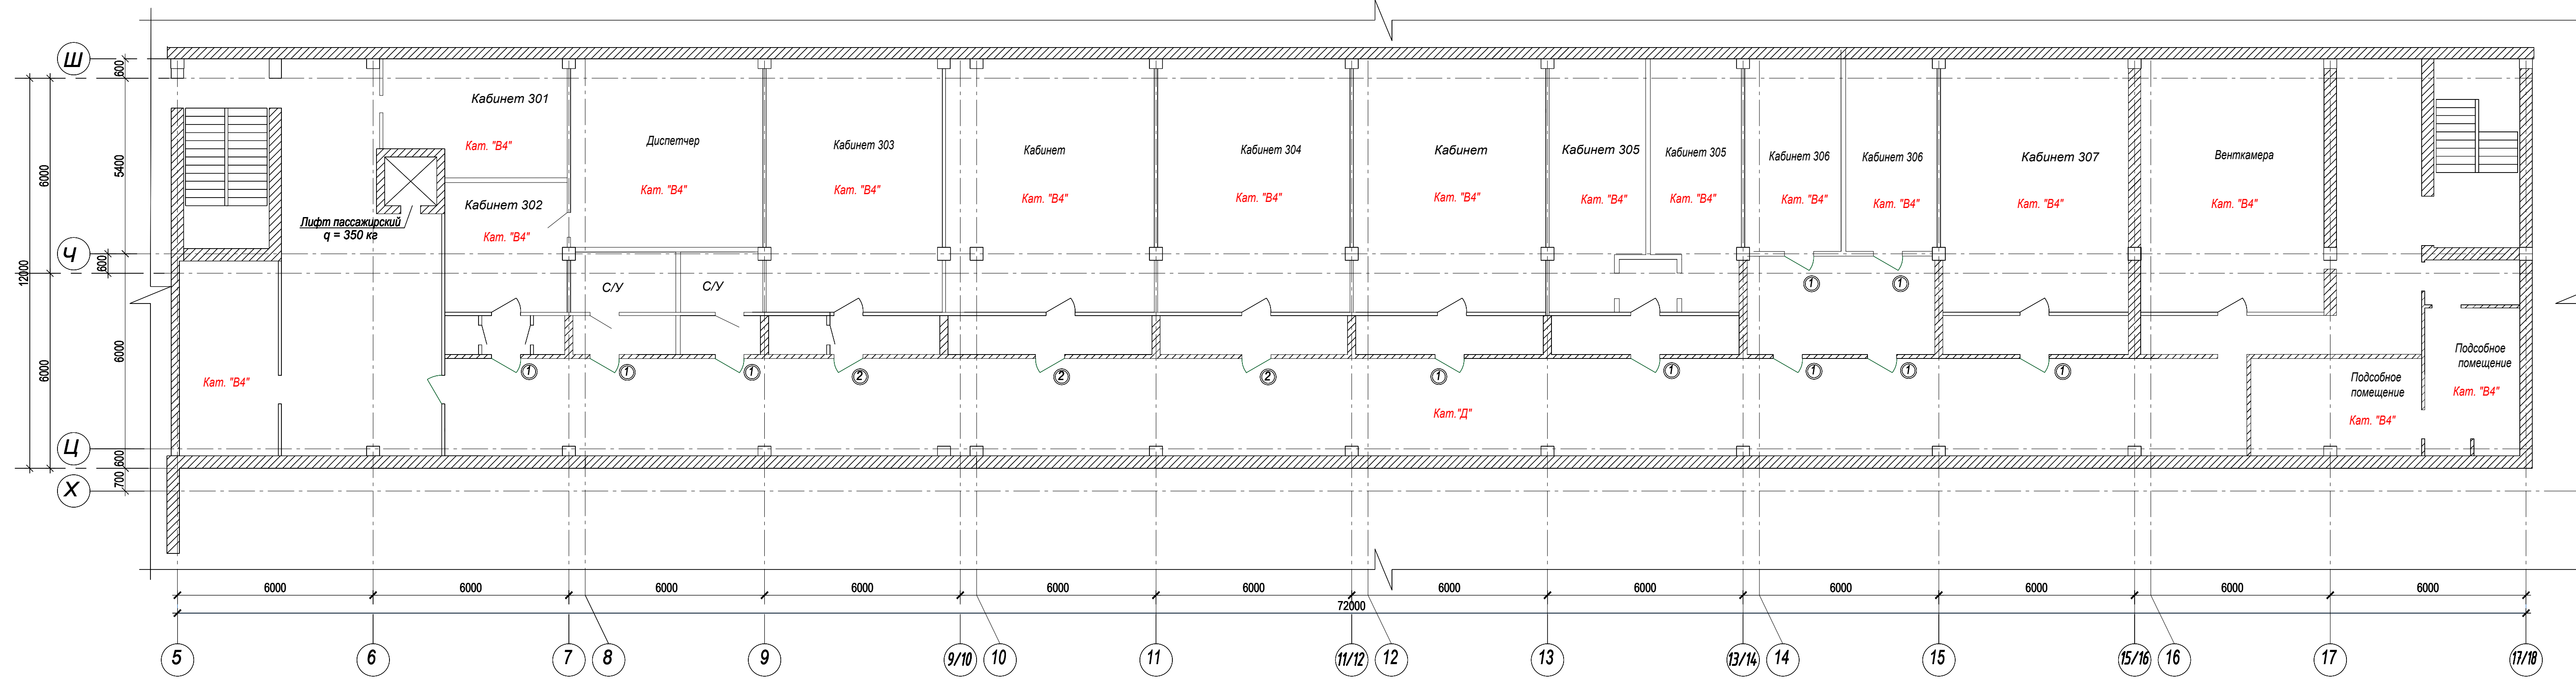 Ш
Ч
Ц
Х
600
5400
600
6000
600
700
6000
6000
12000
Кабинет 301
Кат. "В4"
Кабинет 302
Кат. "В4"
Лифт пассажирский
q = 350 кг
Кат. "В4"
Диспетчер
Кат. "В4"
С/У
С/У
Кабинет 303
Кат. "В4"
Кабинет
Кат. "В4"
Кабинет 304
Кат. "В4"
Кабинет
Кат. "В4"
Кабинет 305
Кат. "В4"
Кабинет 305
Кат. "В4"
Кабинет 306
Кат. "В4"
Кабинет 306
Кат. "В4"
Кабинет 307
Кат. "В4"
Венткамера
Кат. "В4"
1
1
Подсобное
помещение
Кат. "В4"
Подсобное
помещение
Кат. "В4"
1
1
1
2
2
2
1
1
1
1
1
Кат."Д"
6000
6000
6000
6000
6000
6000
6000
6000
6000
6000
6000
6000
72000
5
6
7
8
9
9/10
10
11
11/12
12
13
13/14
14
15
15/16
16
17
17/18